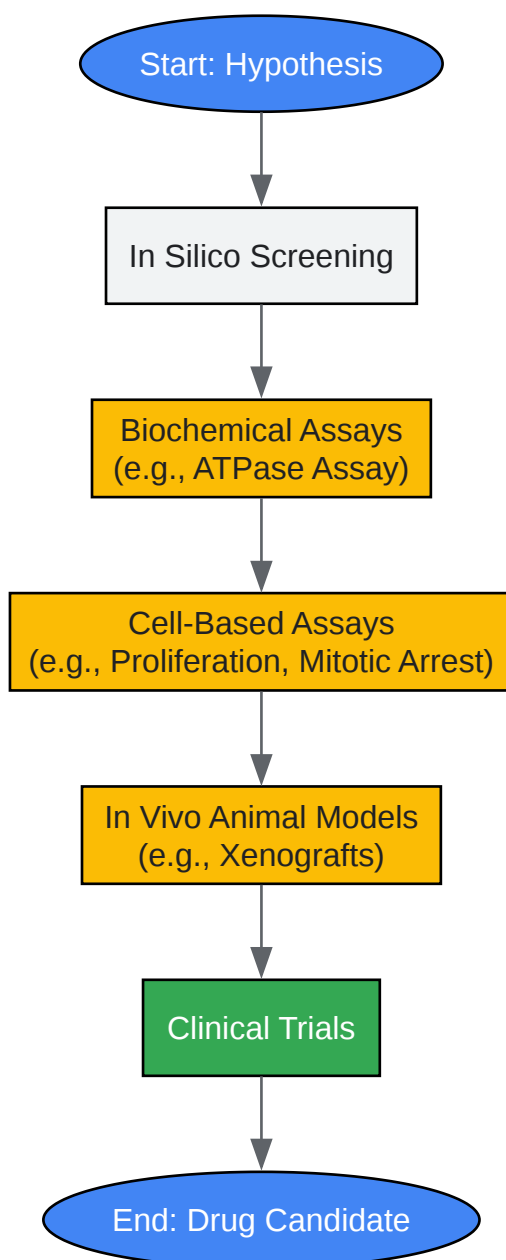 Start: Hypothesis
In Silico Screening
Biochemical Assays
(e.g., ATPase Assay)
Cell-Based Assays
(e.g., Proliferation, Mitotic Arrest)
In Vivo Animal Models
(e.g., Xenografts)
Clinical Trials
End: Drug Candidate